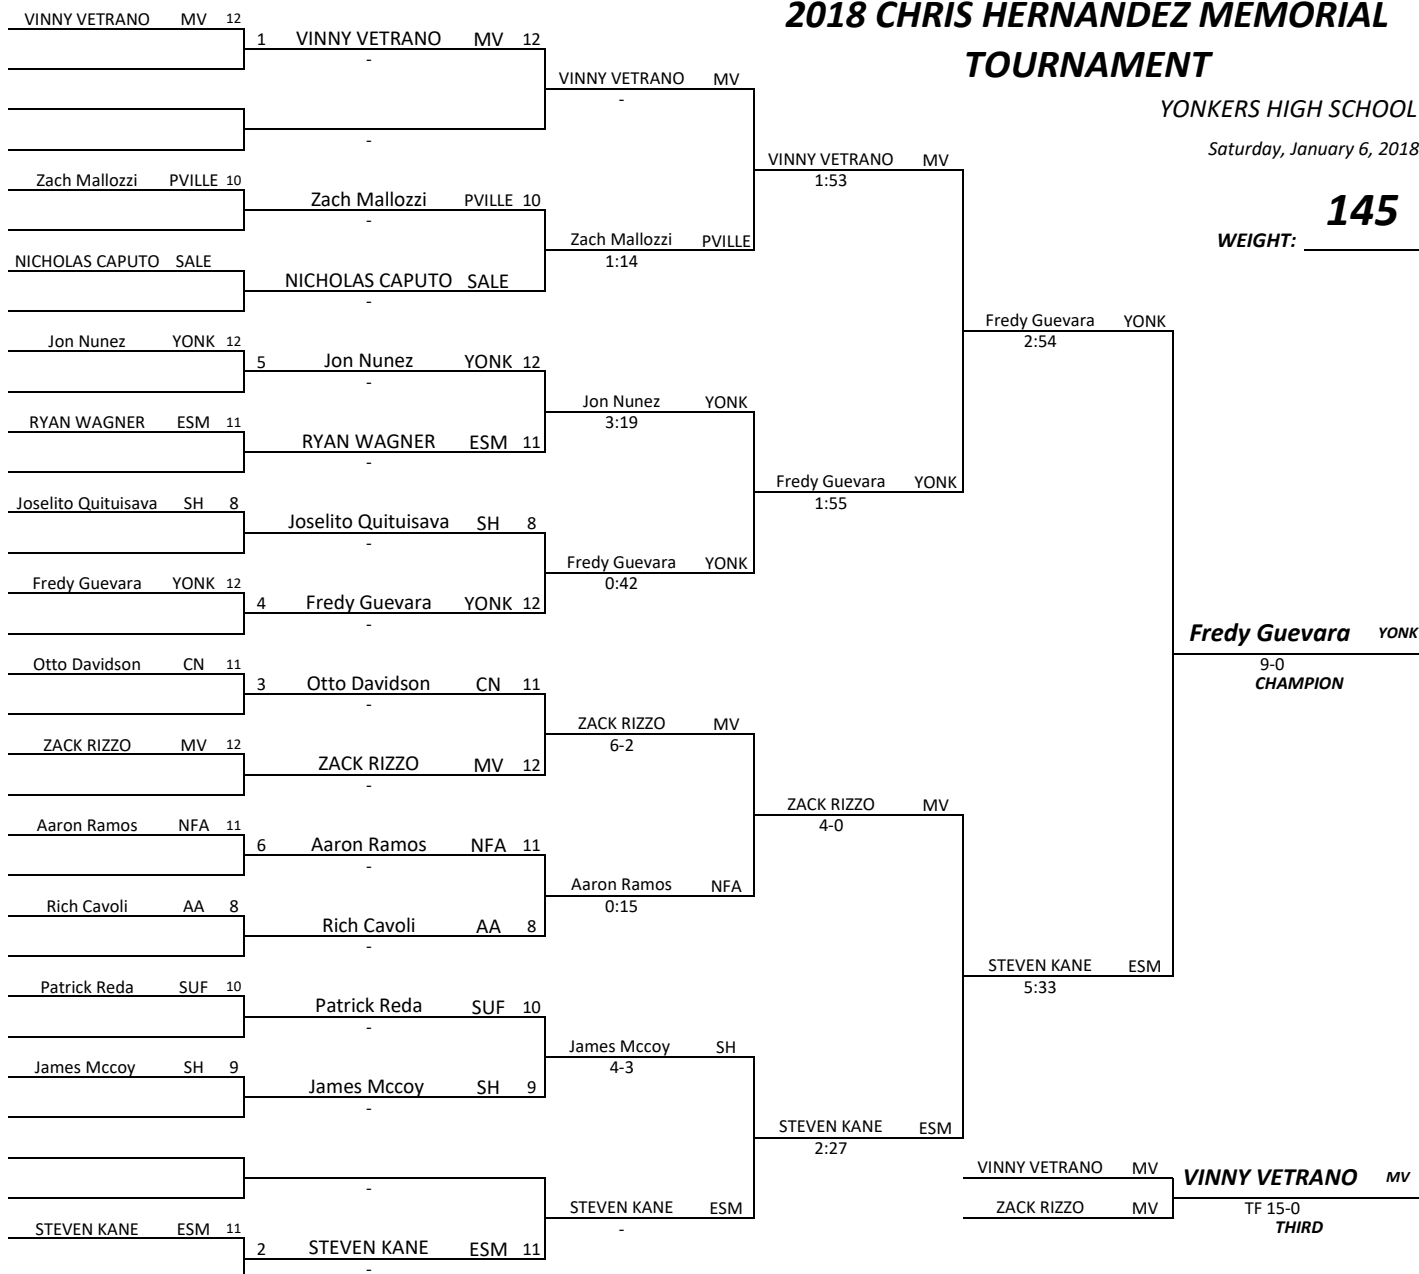 2018 CHRIS HERNANDEZ MEMORIAL
TOURNAMENT
YONKERS HIGH SCHOOL
Saturday, January 6, 2018
145
WEIGHT:
VINNY VETRANO MV 12
Zach Mallozzi PVILLE 10
NICHOLAS CAPUTO SALE
Jon Nunez YONK 12
RYAN WAGNER ESM 11
Joselito Quituisava SH 8
Fredy Guevara YONK 12
Otto Davidson CN 11
ZACK RIZZO MV 12
Aaron Ramos NFA 11
Rich Cavoli AA 8
Patrick Reda SUF 10
James Mccoy SH 9
STEVEN KANE ESM 11
1 VINNY VETRANO MV 12
-
-
Zach Mallozzi PVILLE 10
-
NICHOLAS CAPUTO SALE
-
5 Jon Nunez YONK 12
-
RYAN WAGNER ESM 11
-
Joselito Quituisava SH 8
-
4 Fredy Guevara YONK 12
-
3 Otto Davidson CN 11
-
ZACK RIZZO MV 12
-
6 Aaron Ramos NFA 11
-
Rich Cavoli AA 8
-
Patrick Reda SUF 10
-
James Mccoy SH 9
-
-
2 STEVEN KANE ESM 11
-
VINNY VETRANO MV
-
Zach Mallozzi PVILLE
1:14
Jon Nunez YONK
3:19
Fredy Guevara YONK
0:42
ZACK RIZZO MV
6-2
Aaron Ramos NFA
0:15
James Mccoy SH
4-3
STEVEN KANE ESM
-
VINNY VETRANO MV
1:53
Fredy Guevara YONK
1:55
ZACK RIZZO MV
4-0
STEVEN KANE ESM
2:27
Fredy Guevara YONK
2:54
STEVEN KANE ESM
5:33
Fredy Guevara YONK
9-0
CHAMPION
VINNY VETRANO MV
ZACK RIZZO MV
VINNY VETRANO MV
TF 15-0
THIRD